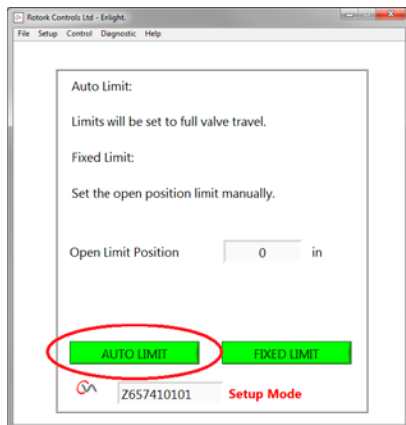 Rotork Controls Ltd - Enlight.
File Setup Control Diagnostic Help
Auto Limit:
Limits will be set to full valve travel.
Fixed Limit:
Set the open position limit manually.
Open Limit Position 0 in
AUTO LIMIT FIXED LIMIT
Z657410101 Setup Mode